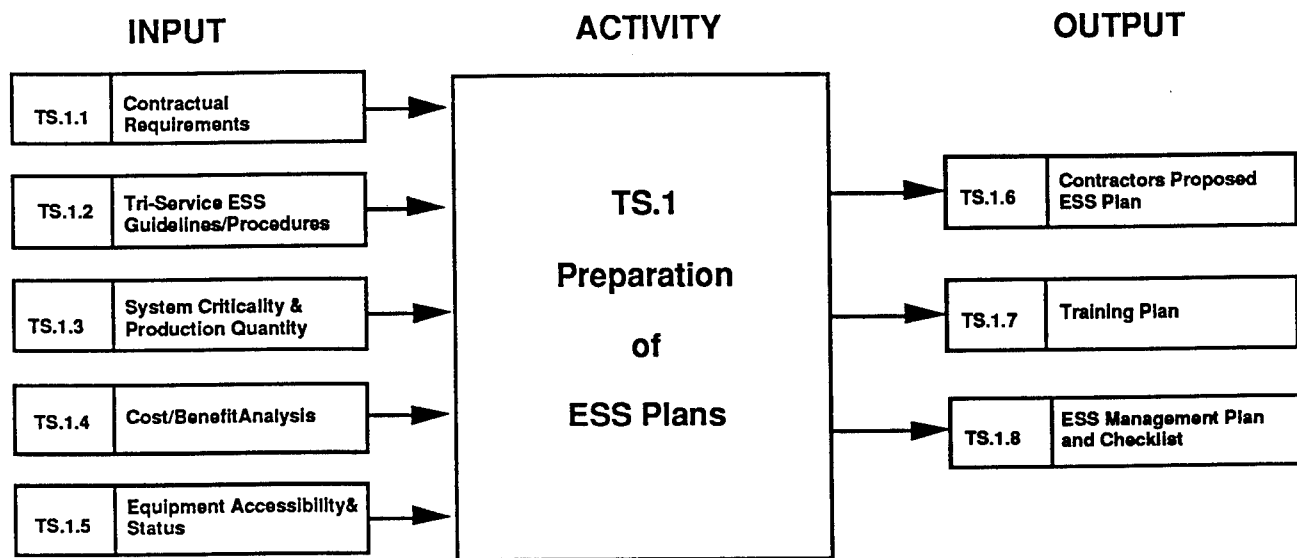 INPUT
ACTIVITY
OUTPUT
TS.1.1
Contractual
Requirements
TS.1.2
Tri-Service ESS
Guidelines/Procedures
TS.1.3
System Criticality &
Production Quantity
TS.1.4
Cost/BenefitAnalysis
TS.1.5
Equipment Accessibility&
Status
TS.1
Preparation
of
ESS Plans
TS.1.6
Contractors Proposed
ESS Plan
TS.1.7
Training Plan
TS.1.8
ESS Management Plan
and Checklist